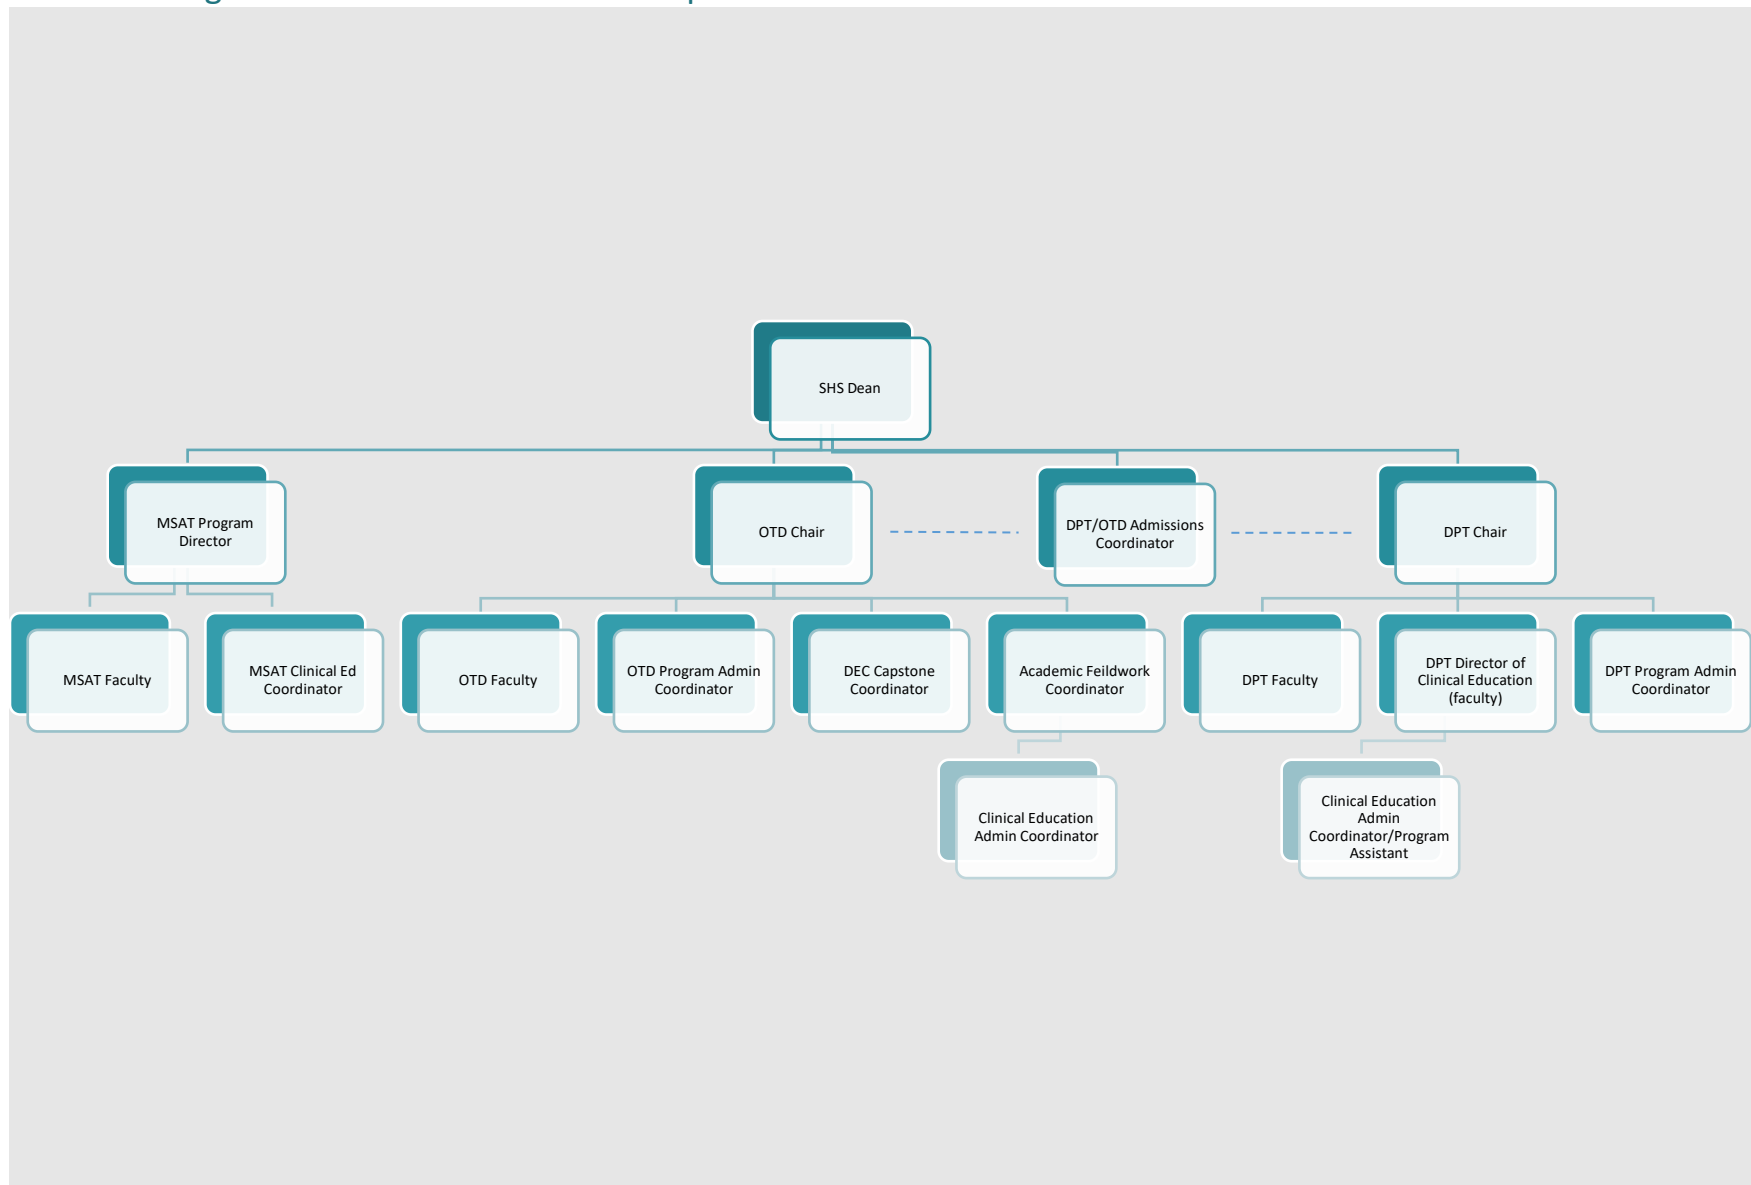 SHS Dean
MSAT Program
Director
OTD Chair
DPT/OTD Admissions
Coordinator
DPT Chair
MSAT Faculty
MSAT Clinical Ed
Coordinator
OTD Faculty
OTD Program Admin
Coordinator
DEC Capstone
Coordinator
Academic Feildwork
Coordinator
DPT Faculty
DPT Director of
Clinical Education
(faculty)
DPT Program Admin
Coordinator
Clinical Education
Admin Coordinator
Clinical Education
Admin
Coordinator/Program
Assistant